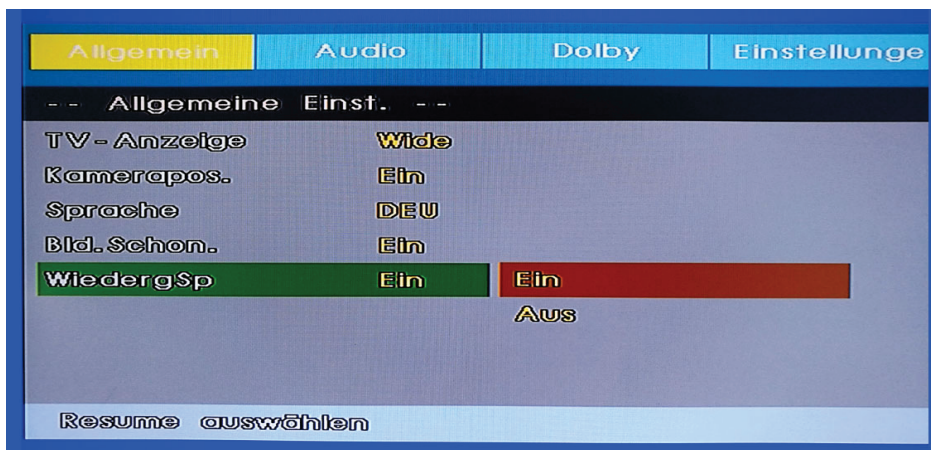 Allgemein Audio Dolby Einstellunge
-- Allgemeine Einst. --
TV-Anzeige Wide
Kamerapos. Ein
Sprache DEU
Bld.Schon. Ein
WiedergSp Ein Ein
Aus
Resume auswählen